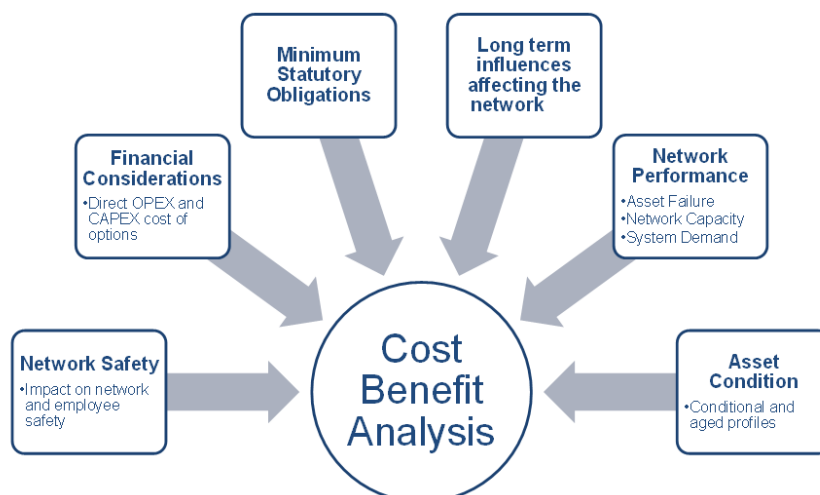 Minimum
Statutory
Obligations
Long term
influences
affecting the
network
Financial
Considerations
•Direct OPEX and
CAPEX cost of
options
Network
Performance
•Asset Failure
•Network Capacity
•System Demand
Network Safety
•Impact on network
and employee
safety
Cost
Benefit
Analysis
Asset
Condition
•Conditional and
aged profiles